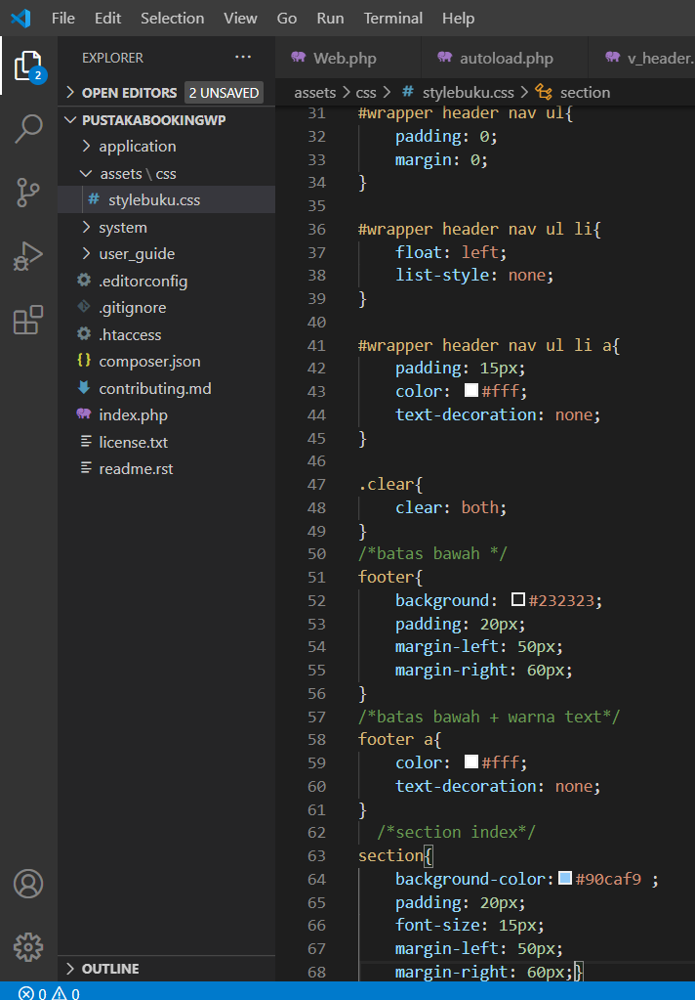 File Edit Selection View Go Run Terminal Help
EXPLORER ...
2
OPEN EDITORS 2 UNSAVED
PUSTAKABOOKINGWP
application
assets \ css
# stylebuku.css
system
user_guide
.editorconfig
.gitignore
.htaccess
{} composer.json
contributing.md
index.php
license.txt
readme.rst
OUTLINE
0 0
Web.php autoload.php v_header.
assets > css > # stylebuku.css > section
31 #wrapper header nav ul{
32 padding: 0;
33 margin: 0;
34 }
35
36 #wrapper header nav ul li{
37 float: left;
38 list-style: none;
39 }
40
41 #wrapper header nav ul li a{
42 padding: 15px;
43 color: #fff;
44 text-decoration: none;
45 }
46
47 .clear{
48 clear: both;
49 }
50 /*batas bawah */
51 footer{
52 background: #232323;
53 padding: 20px;
54 margin-left: 50px;
55 margin-right: 60px;
56 }
57 /*batas bawah + warna text*/
58 footer a{
59 color: #fff;
60 text-decoration: none;
61 }
62 /*section index*/
63 section{
64 background-color: #90caf9 ;
65 padding: 20px;
66 font-size: 15px;
67 margin-left: 50px;
68 margin-right: 60px;}